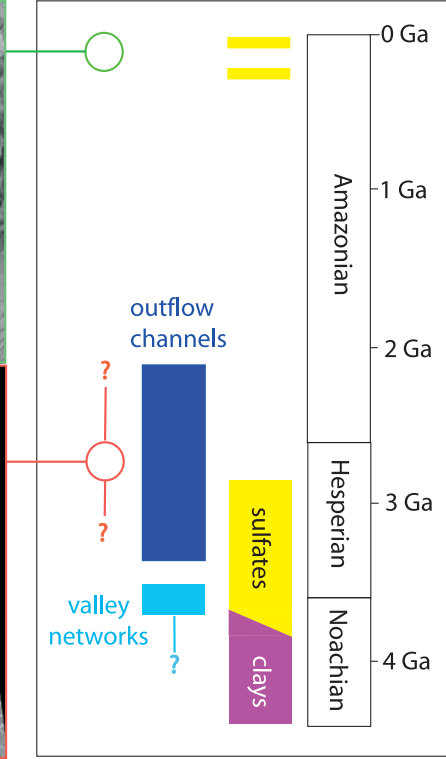 0 Ga
Amazonian
1 Ga
outflow
channels
2 Ga
?
Hesperian
3 Ga
sulfates
?
valley
networks
Noachian
?
clays
4 Ga